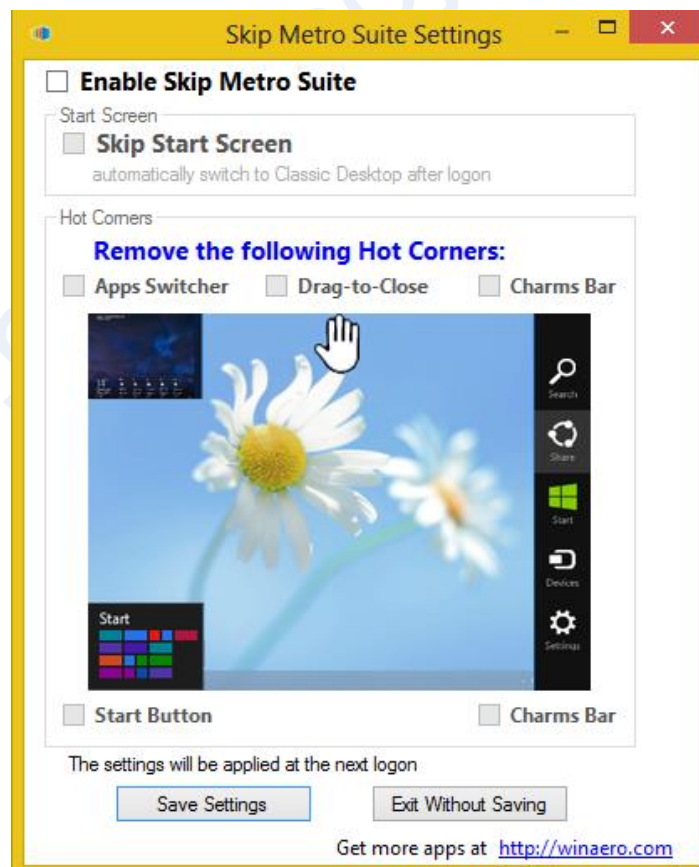 Skip Metro Suite Settings
Enable Skip Metro Suite
Start Screen
Skip Start Screen
automatically switch to Classic Desktop after logon
Hot Corners
Remove the following Hot Corners:
Apps Switcher Drag-to-Close Charms Bar
Search
Share
Start
Devices
Start
Settings
Start Button Charms Bar
The settings will be applied at the next logon
Save Settings Exit Without Saving
Get more apps at http://winaero.com